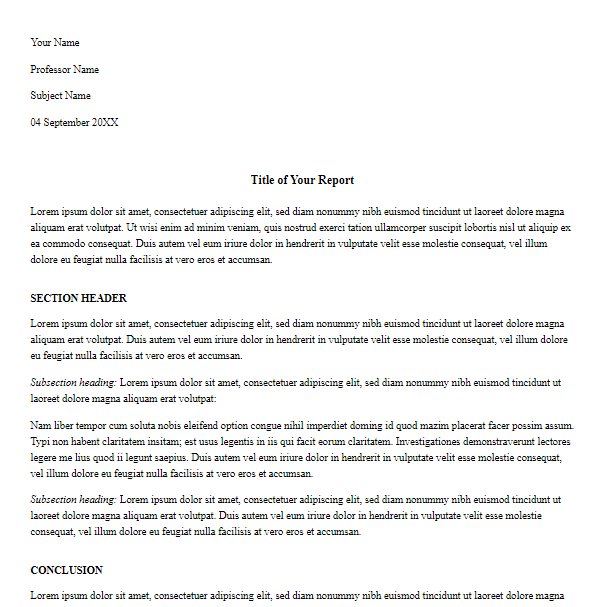 Your Name
Professor Name
Subject Name
04 September 20XX
Title of Your Report
Lorem ipsum dolor sit amet, consectetuer adipiscing elit, sed diam nonummy nibh euismod tincidunt ut laoreet dolore magna
aliquam erat volutpat. Ut wisi enim ad minim veniam, quis nostrud exerci tation ullamcorper suscipit lobortis nisl ut aliquip ex
ea commodo consequat. Duis autem vel eum iriure dolor in hendrerit in vulputate velit esse molestie consequat, vel illum
dolore eu feugiat nulla facilisis at vero eros et accumsan.
SECTION HEADER
Lorem ipsum dolor sit amet, consectetuer adipiscing elit, sed diam nonummy nibh euismod tincidunt ut laoreet dolore magna
aliquam erat volutpat. Duis autem vel eum iriure dolor in hendrerit in vulputate velit esse molestie consequat, vel illum dolore
eu feugiat nulla facilisis at vero eros et accumsan.
Subsection heading: Lorem ipsum dolor sit amet, consectetuer adipiscing elit, sed diam nonummy nibh euismod tincidunt ut
laoreet dolore magna aliquam erat volutpat:
Nam liber tempor cum soluta nobis eleifend option congue nihil imperdiet doming id quod mazim placerat facer possim assum.
Typi non habent claritatem insitam; est usus legentis in iis qui facit eorum claritatem. Investigationes demonstraverunt lectores
legere me lius quod ii legunt saepius. Duis autem vel eum iriure dolor in hendrerit in vulputate velit esse molestie consequat,
vel illum dolore eu feugiat nulla facilisis at vero eros et accumsan.
Subsection heading: Lorem ipsum dolor sit amet, consectetuer adipiscing elit, sed diam nonummy nibh euismod tincidunt ut
laoreet dolore magna aliquam erat volutpat. Duis autem vel eum iriure dolor in hendrerit in vulputate velit esse molestie
consequat, vel illum dolore eu feugiat nulla facilisis at vero eros et accumsan.
CONCLUSION
Lorem ipsum dolor sit amet, consectetuer adipiscing elit, sed diam nonummy nibh euismod tincidunt ut laoreet dolore magna